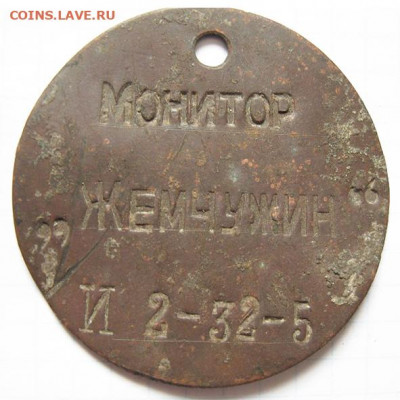 COINS.LAVE.RU
МОНИТОР
„ЖЕМЧУЖИН“
И 2-32-5